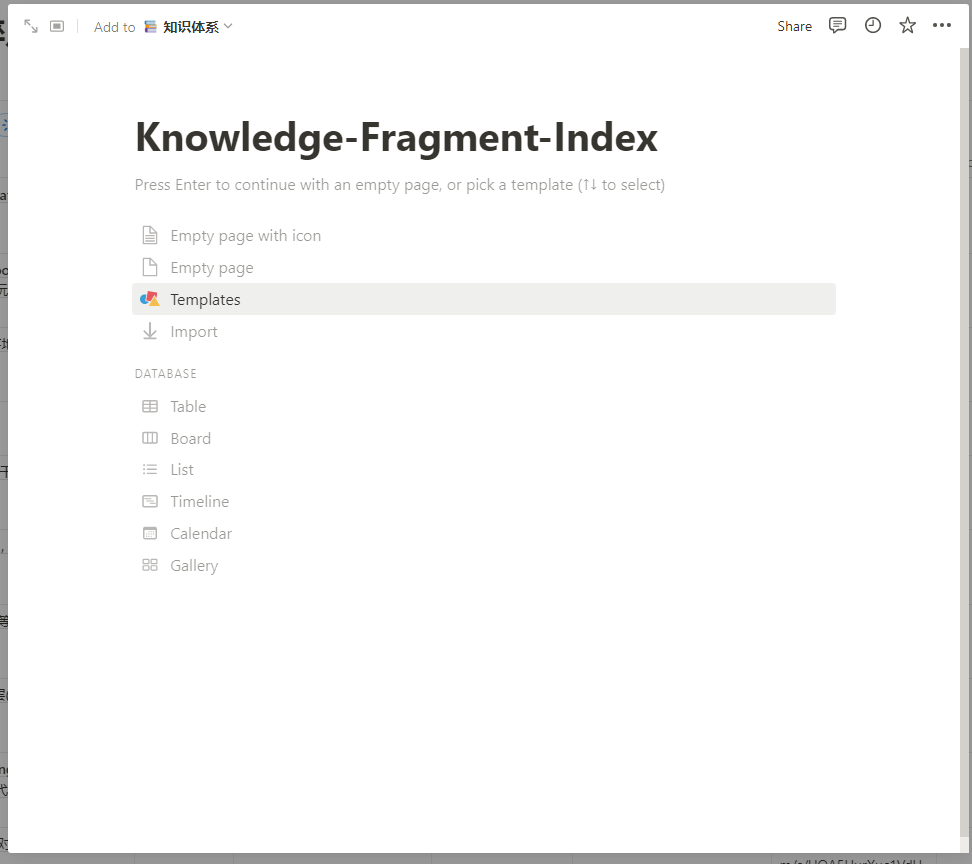 Add to 知识体系
Share
Knowledge-Fragment-Index
Press Enter to continue with an empty page, or pick a template (↑↓ to select)
Empty page with icon
Empty page
Templates
Import
DATABASE
Table
Board
List
Timeline
Calendar
Gallery